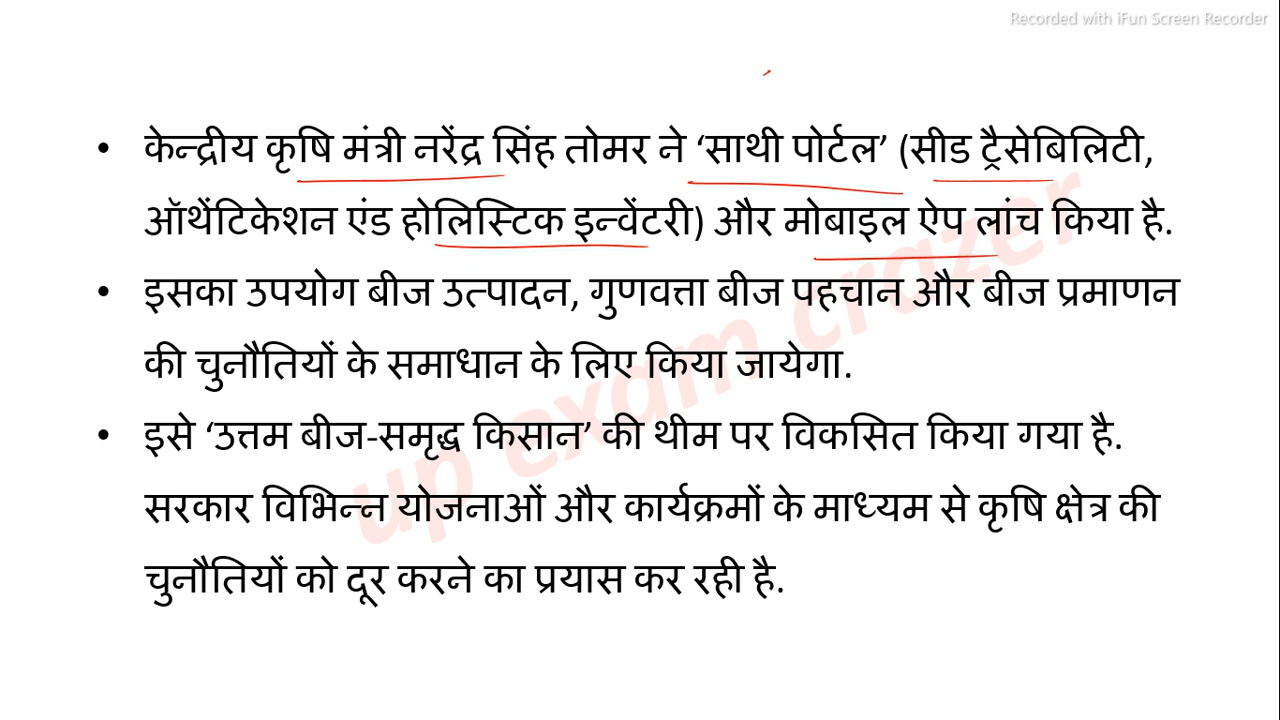 Recorded with iFun Screen Recorder
• केन्द्रीय कृषि मंत्री नरेंद्र सिंह तोमर ने ‘साथी पोर्टल’ (सीड ट्रैसेबिलिटी,
ऑथेंटिकेशन एंड होलिस्टिक इन्वेंटरी) और मोबाइल ऐप लांच किया है.
• इसका उपयोग बीज उत्पादन, गुणवत्ता बीज पहचान और बीज प्रमाणन
की चुनौतियों के समाधान के लिए किया जायेगा.
• इसे ‘उत्तम बीज-समृद्ध किसान’ की थीम पर विकसित किया गया है.
सरकार विभिन्न योजनाओं और कार्यक्रमों के माध्यम से कृषि क्षेत्र की
चुनौतियों को दूर करने का प्रयास कर रही है.
up exam crazer